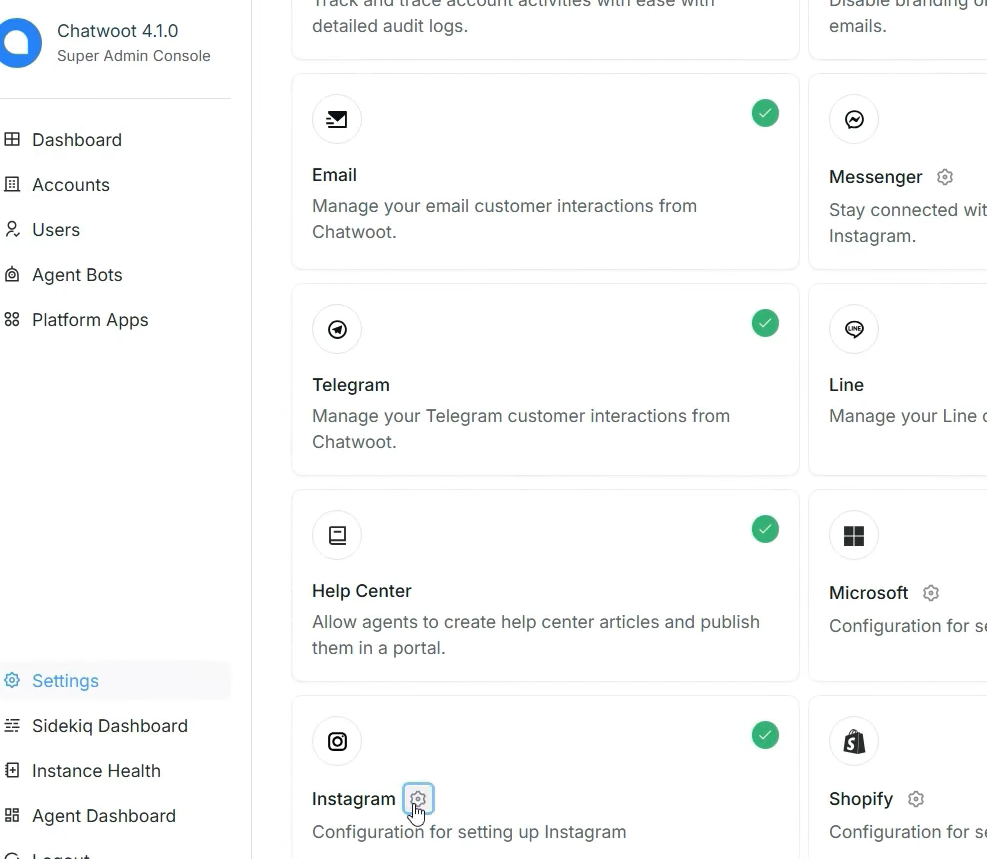 Chatwoot 4.1.0
Super Admin Console
Dashboard
Accounts
Users
Agent Bots
Platform Apps
Settings
Sidekiq Dashboard
Instance Health
Agent Dashboard
Logout
Track and trace account activities with ease with
detailed audit logs.
Disable branding on
emails.
Email
Manage your email customer interactions from
Chatwoot.
Messenger
Stay connected wit
Instagram.
Telegram
Manage your Telegram customer interactions from
Chatwoot.
LINE
Line
Manage your Line c
Help Center
Allow agents to create help center articles and publish
them in a portal.
Microsoft
Configuration for se
Instagram
Configuration for setting up Instagram
Shopify
Configuration for se